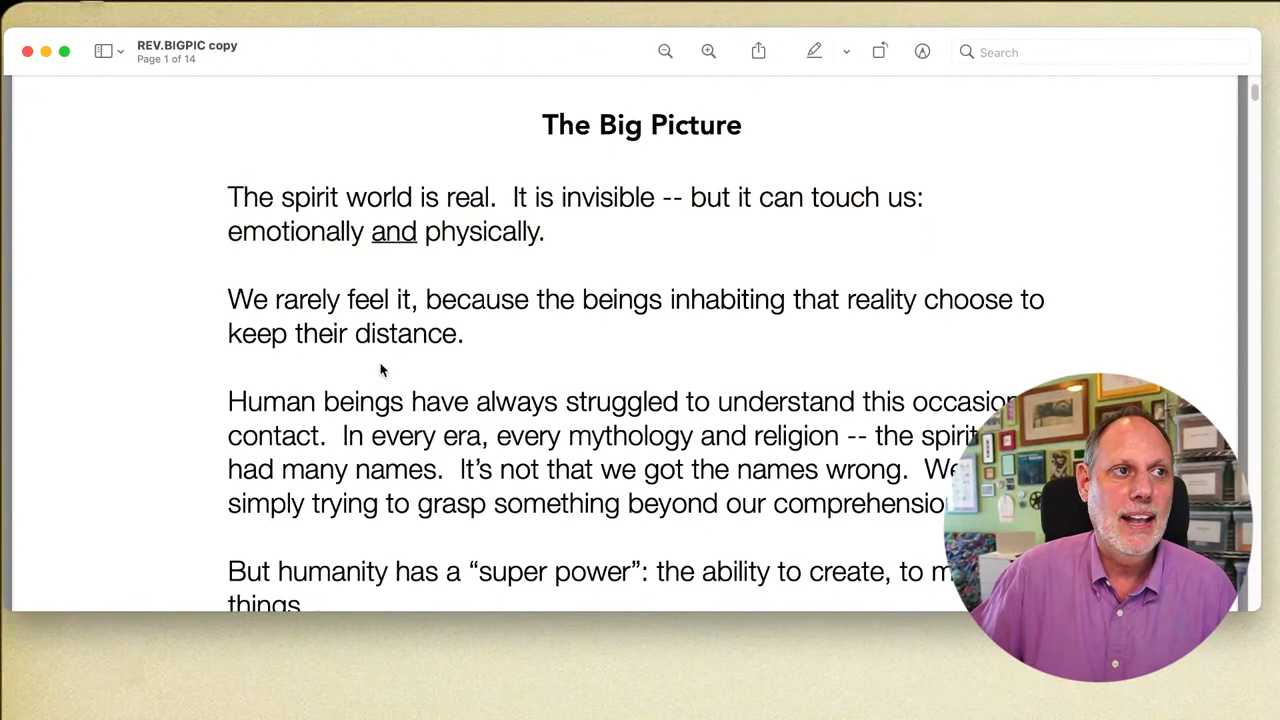 REV.BIGPIC copy
Page 1 of 14
Search
The Big Picture
The spirit world is real.  It is invisible -- but it can touch us:
emotionally and physically.
We rarely feel it, because the beings inhabiting that reality choose to
keep their distance.
Human beings have always struggled to understand this
contact.  In every era, every mythology and religion -- the
had many names.  It's not that we got the names wrong.
simply trying to grasp something beyond our
But humanity has a “super power”: the ability to create, to
things.